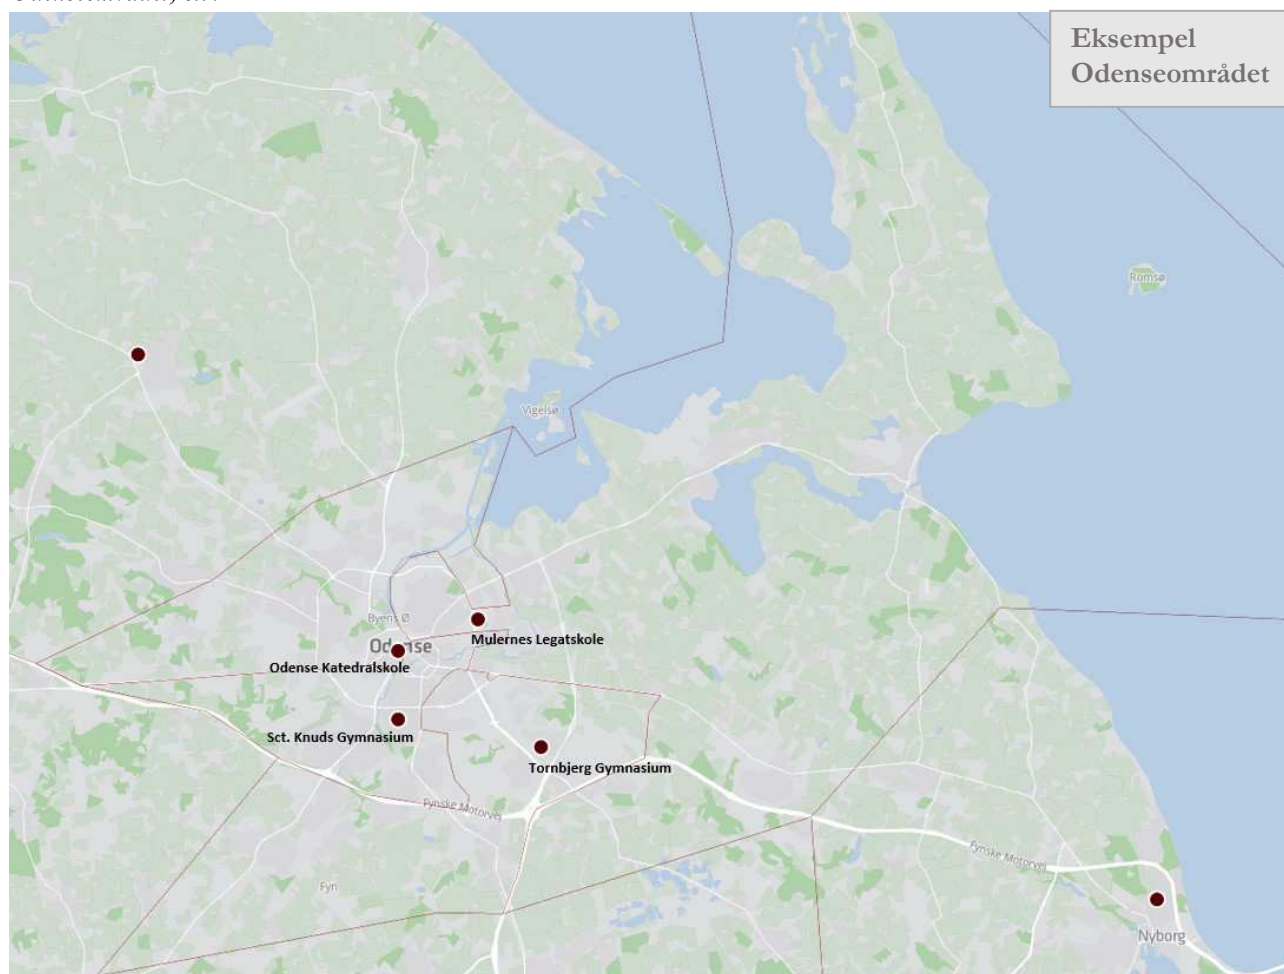 Eksempel
Odenseområdet
Romsø
Vigelsø
Byens Ø
Odense
Mulernes Legatskole
Odense Katedralskole
Sct. Knuds Gymnasium
Tornbjerg Gymnasium
Fynske Motorvej
Fynske Motorvej
Fyn
Nyborg